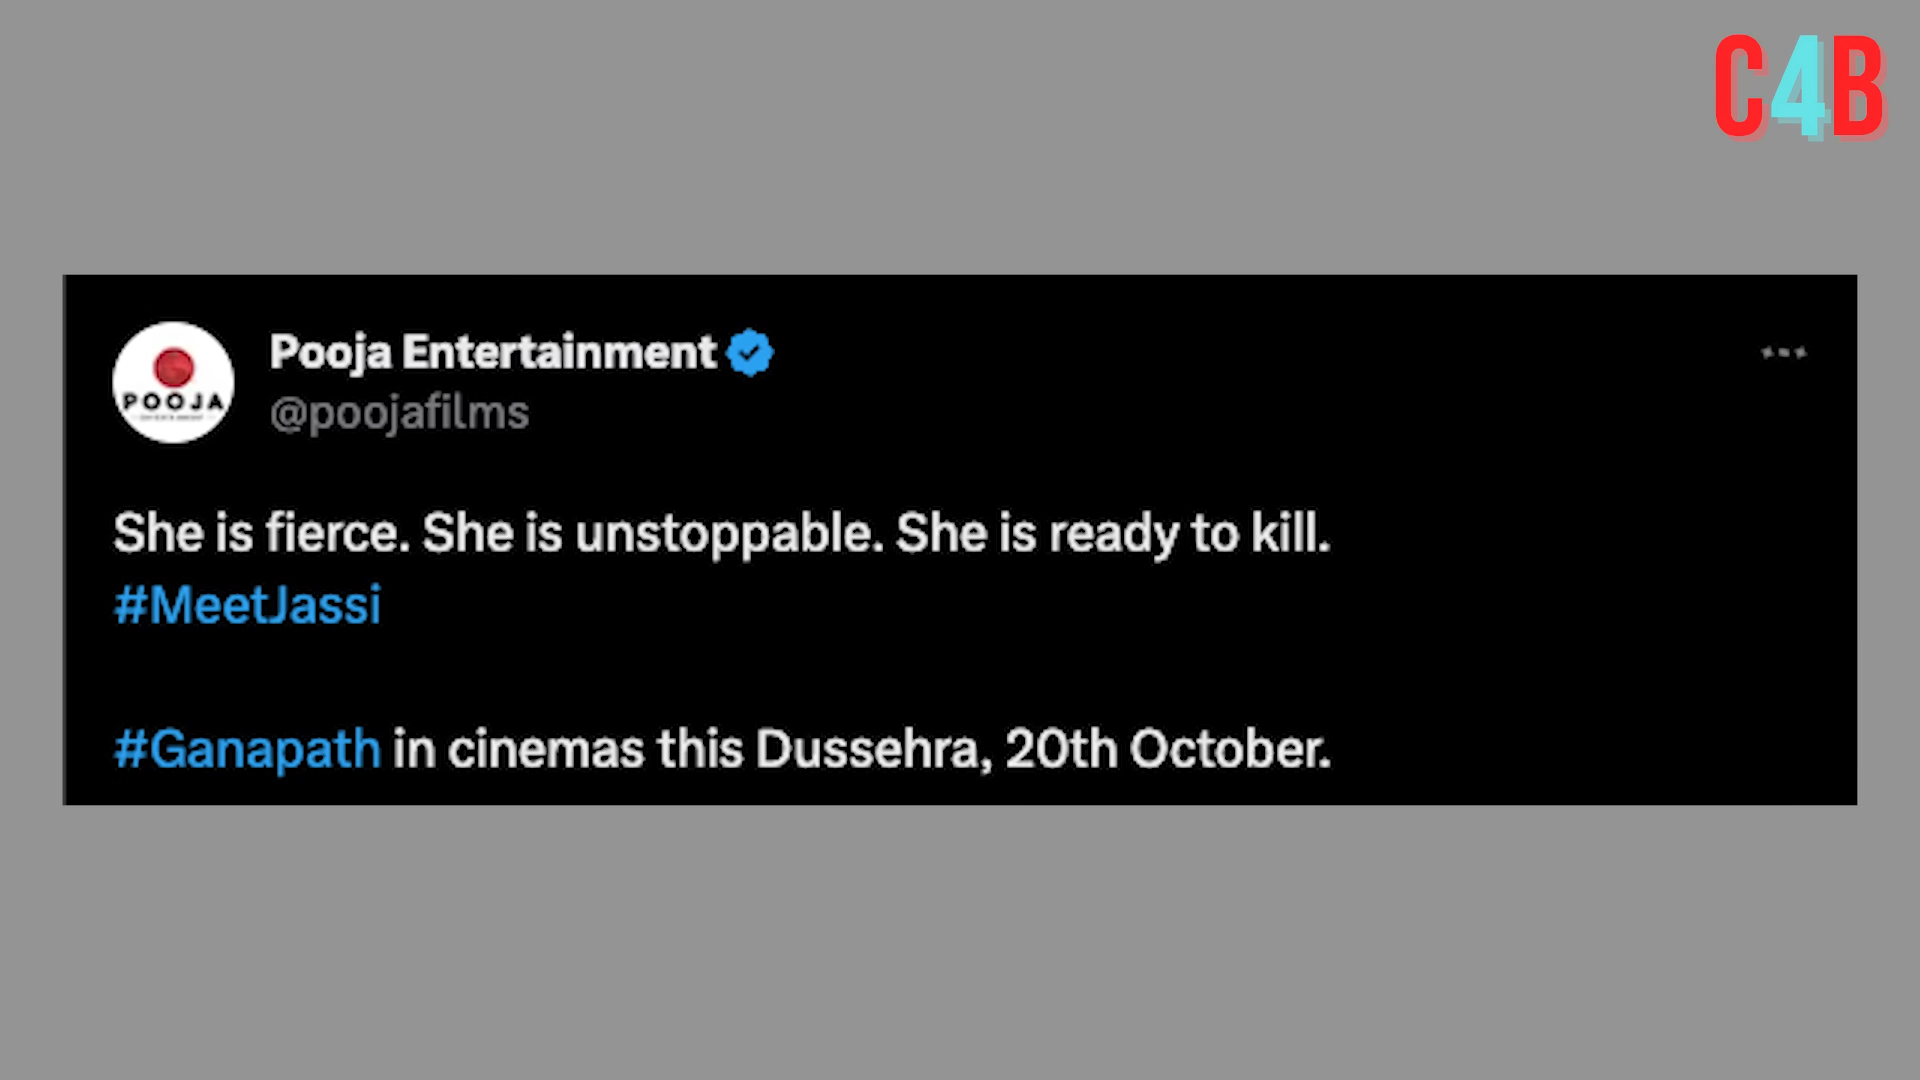 C4B
Pooja Entertainment
@poojafilms
POOJA
She is fierce. She is unstoppable. She is ready to kill.
#MeetJassi
#Ganapath in cinemas this Dussehra, 20th October.